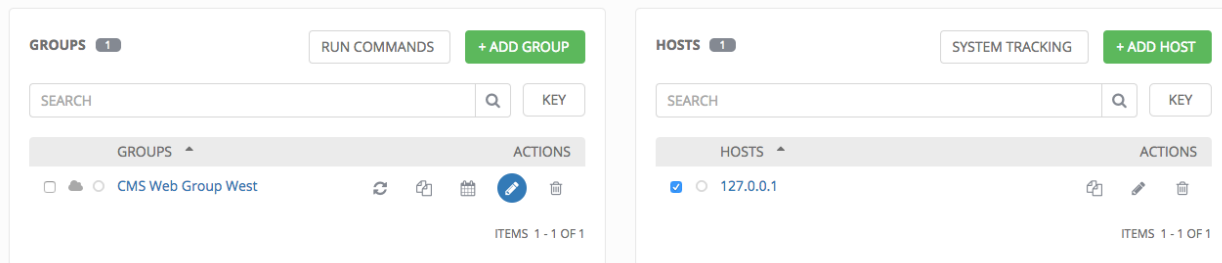 GROUPS 1
RUN COMMANDS
+ ADD GROUP
SEARCH
KEY
GROUPS ACTIONS
CMS Web Group West
ITEMS 1 - 1 OF 1
HOSTS 1
SYSTEM TRACKING
+ ADD HOST
SEARCH
KEY
HOSTS ACTIONS
127.0.0.1
ITEMS 1 - 1 OF 1